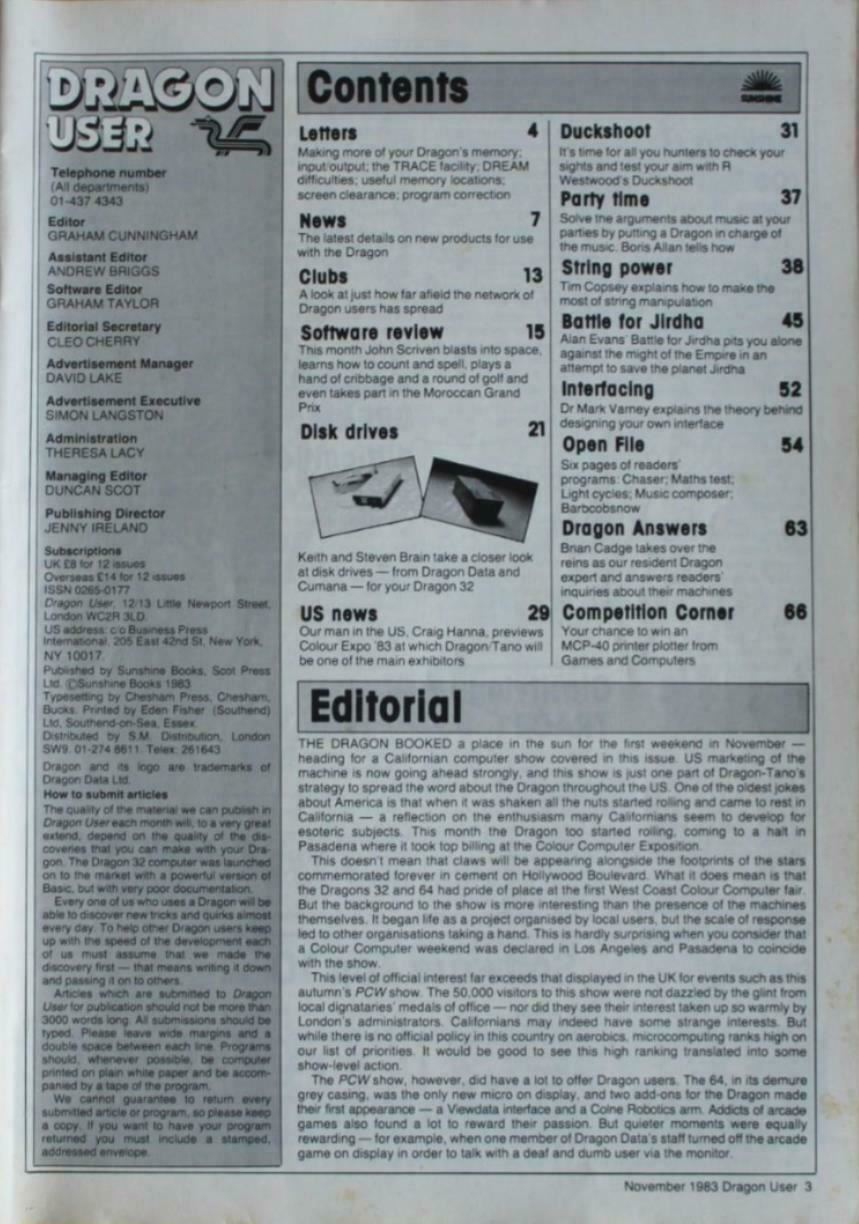 DRAGON
USER
Telephone number
(All departments)
01-437 4343
Editor
GRAHAM CUNNINGHAM
Assistant Editor
ANDREW BRIGGS
Software Editor
GRAHAM TAYLOR
Editorial Secretary
CLEO CHERRY
Advertisement Manager
DAVID LAKE
Advertisement Executive
SIMON LANGSTON
Administration
THERESA LACY
Managing Editor
DUNCAN SCOT
Publishing Director
JENNY IRELAND
Subscriptions
UK £8 for 12 issues
Overseas £14 for 12 issues
ISSN 0265-0177
Dragon User, 12/13 Little Newport Street,
London WC2R 3LD.
US address: c/o Business Press
International, 205 East 42nd St, New York,
NY 10017.
Published by Sunshine Books, Scot Press
Ltd. ©Sunshine Books 1983
Typesetting by Chesham Press, Chesham,
Bucks. Printed by Eden Fisher (Southend)
Ltd, Southend-on-Sea, Essex.
Distributed by S.M. Distribution, London
SW9. 01-274 8611. Telex: 261643
Dragon and its logo are trademarks of
Dragon Data Ltd.
How to submit articles
The quality of the material we can publish in
Dragon User each month will, to a very great
extend, depend on the quality of the dis-
coveries that you can make with your Dra-
gon. The Dragon 32 computer was launched
on to the market with a powerful version of
Basic, but with very poor documentation.
Every one of us who uses a Dragon will be
able to discover new tricks and quirks almost
every day. To help other Dragon users keep
up with the speed of the development each
of us must assume that we made the
discovery first — that means writing it down
and passing it on to others.
Articles which are submitted to Dragon
User for publication should not be more than
3000 words long. All submissions should be
typed. Please leave wide margins and a
double space between each line. Programs
should, whenever possible, be computer
printed on plain white paper and be accom-
panied by a tape of the program.
We cannot guarantee to return every
submitted article or program, so please keep
a copy. If you want to have your program
returned you must include a stamped,
addressed envelope.
Contents
SUNSHINE
Letters 4
Making more of your Dragon's memory;
input/output; the TRACE facility; DREAM
difficulties; useful memory locations;
screen clearance; program correction
News 7
The latest details on new products for use
with the Dragon
Clubs 13
A look at just how far afield the network of
Dragon users has spread
Software review 15
This month John Scriven blasts into space,
learns how to count and spell, plays a
hand of cribbage and a round of golf and
even takes part in the Moroccan Grand
Prix
Disk drives 21
Keith and Steven Brain take a closer look
at disk drives — from Dragon Data and
Cumana — for your Dragon 32
US news 29
Our man in the US, Craig Hanna, previews
Colour Expo '83 at which Dragon/Tano will
be one of the main exhibitors
Duckshoot 31
It's time for all you hunters to check your
sights and test your aim with R
Westwood's Duckshoot
Party time 37
Solve the arguments about music at your
parties by putting a Dragon in charge of
the music. Boris Allan tells how
String power 38
Tim Copsey explains how to make the
most of string manipulation
Battle for Jirdha 45
Alan Evans' Battle for Jirdha pits you alone
against the might of the Empire in an
attempt to save the planet Jirdha
Interfacing 52
Dr Mark Varney explains the theory behind
designing your own interface
Open File 54
Six pages of readers'
programs: Chaser; Maths test;
Light cycles; Music composer;
Barbcobsnow
Dragon Answers 63
Brian Cadge takes over the
reins as our resident Dragon
expert and answers readers'
inquiries about their machines
Competition Corner 66
Your chance to win an
MCP-40 printer plotter from
Games and Computers
Editorial
THE DRAGON BOOKED a place in the sun for the first weekend in November —
heading for a Californian computer show covered in this issue. US marketing of the
machine is now going ahead strongly, and this show is just one part of Dragon-Tano's
strategy to spread the word about the Dragon throughout the US. One of the oldest jokes
about America is that when it was shaken all the nuts started rolling and came to rest in
California — a reflection on the enthusiasm many Californians seem to develop for
esoteric subjects. This month the Dragon too started rolling, coming to a halt in
Pasadena where it took top billing at the Colour Computer Exposition.
This doesn't mean that claws will be appearing alongside the footprints of the stars
commemorated forever in cement on Hollywood Boulevard. What it does mean is that
the Dragons 32 and 64 had pride of place at the first West Coast Colour Computer fair.
But the background to the show is more interesting than the presence of the machines
themselves. It began life as a project organised by local users, but the scale of response
led to other organisations taking a hand. This is hardly surprising when you consider that
a Colour Computer weekend was declared in Los Angeles and Pasadena to coincide
with the show.
This level of official interest far exceeds that displayed in the UK for events such as this
autumn's PCW show. The 50,000 visitors to this show were not dazzled by the glint from
local dignataries' medals of office — nor did they see their interest taken up so warmly by
London's administrators. Californians may indeed have some strange interests. But
while there is no official policy in this country on aerobics, microcomputing ranks high on
our list of priorities. It would be good to see this high ranking translated into some
show-level action.
The PCW show, however, did have a lot to offer Dragon users. The 64, in its demure
grey casing, was the only new micro on display, and two add-ons for the Dragon made
their first appearance — a Viewdata interface and a Colne Robotics arm. Addicts of arcade
games also found a lot to reward their passion. But quieter moments were equally
rewarding — for example, when one member of Dragon Data's staff turned off the arcade
game on display in order to talk with a deaf and dumb user via the monitor.
November 1983 Dragon User 3